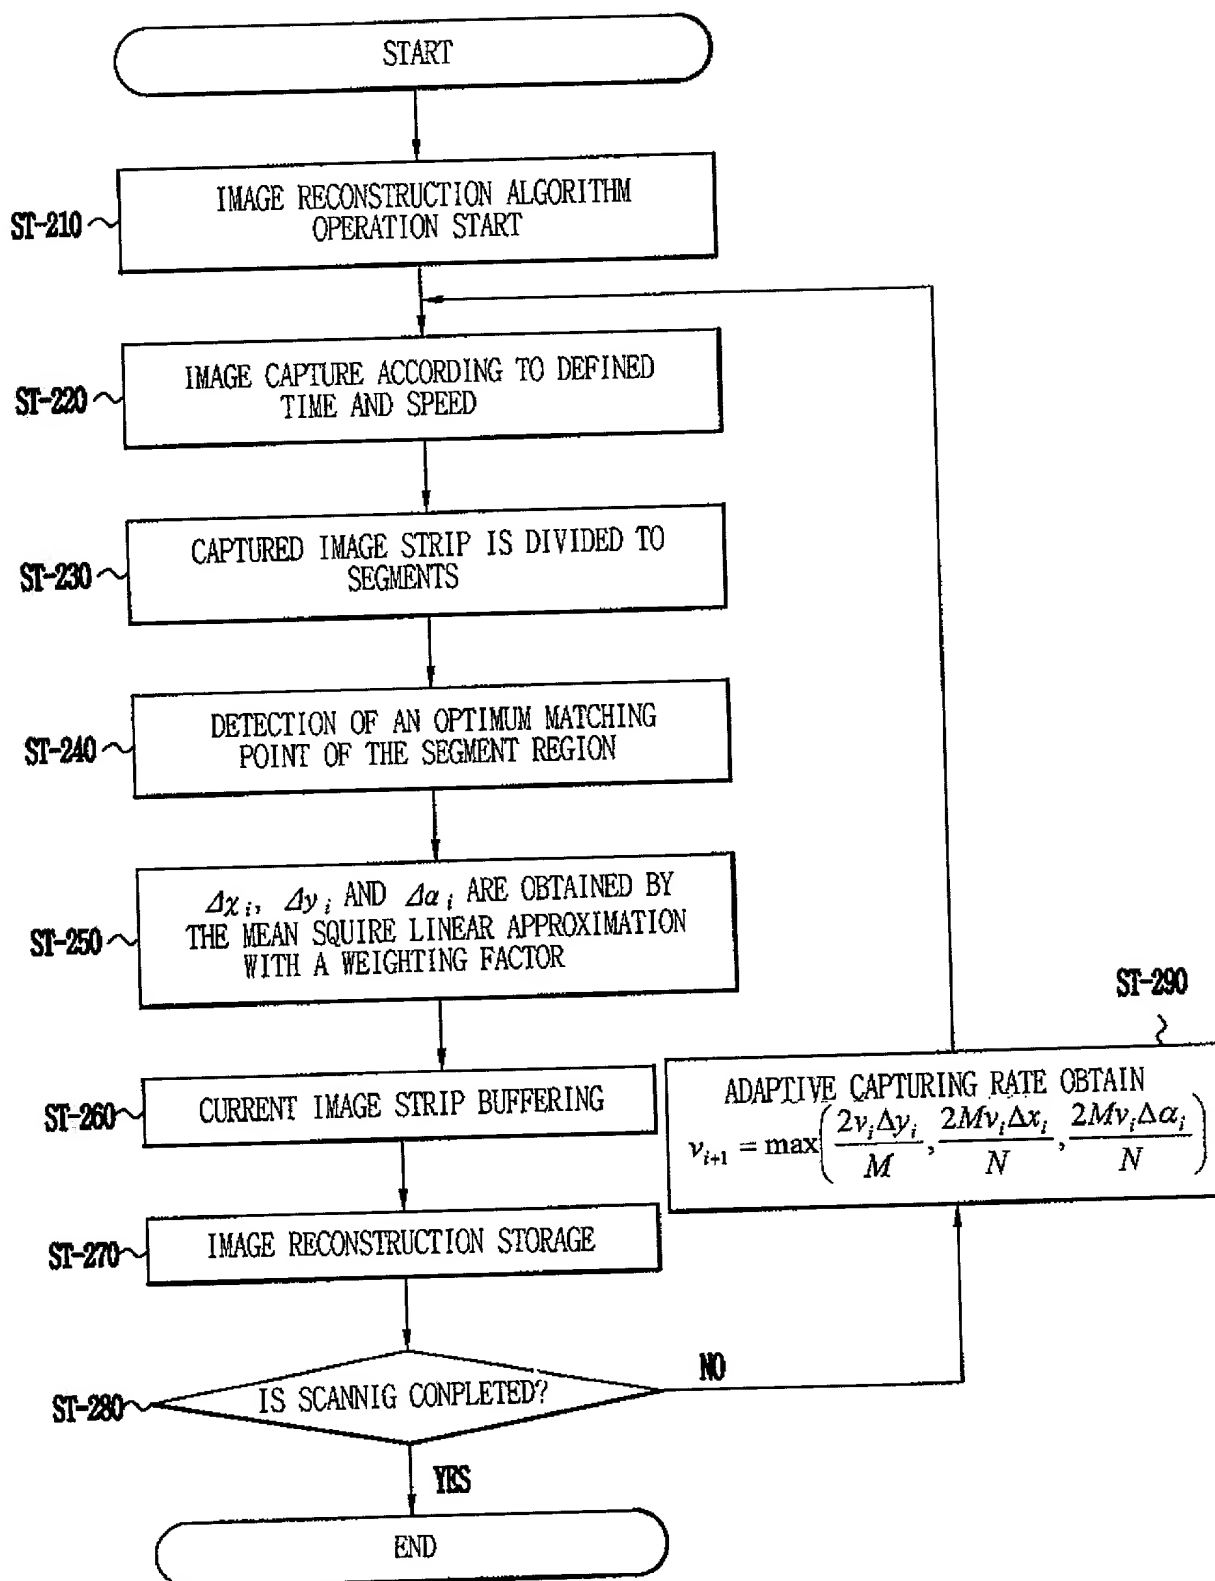 START
ST-210
IMAGE RECONSTRUCTION ALGORITHM
OPERATION START
ST-220
IMAGE CAPTURE ACCORDING TO DEFINED
TIME AND SPEED
ST-230
CAPTURED IMAGE STRIP IS DIVIDED TO
SEGMENTS
ST-240
DETECTION OF AN OPTIMUM MATCHING
POINT OF THE SEGMENT REGION
ST-250
Δχ_i, Δy_i AND Δα_i ARE OBTAINED BY
THE MEAN SQUIRE LINEAR APPROXIMATION
WITH A WEIGHTING FACTOR
ST-260
CURRENT IMAGE STRIP BUFFERING
ST-290
ADAPTIVE CAPTURING RATE OBTAIN
v_{i+1} = max(2v_iΔy_i/M, 2Mv_iΔx_i/N, 2Mv_iΔα_i/N)
ST-270
IMAGE RECONSTRUCTION STORAGE
ST-280
IS SCANNIG CONPLETED?
NO
YES
END